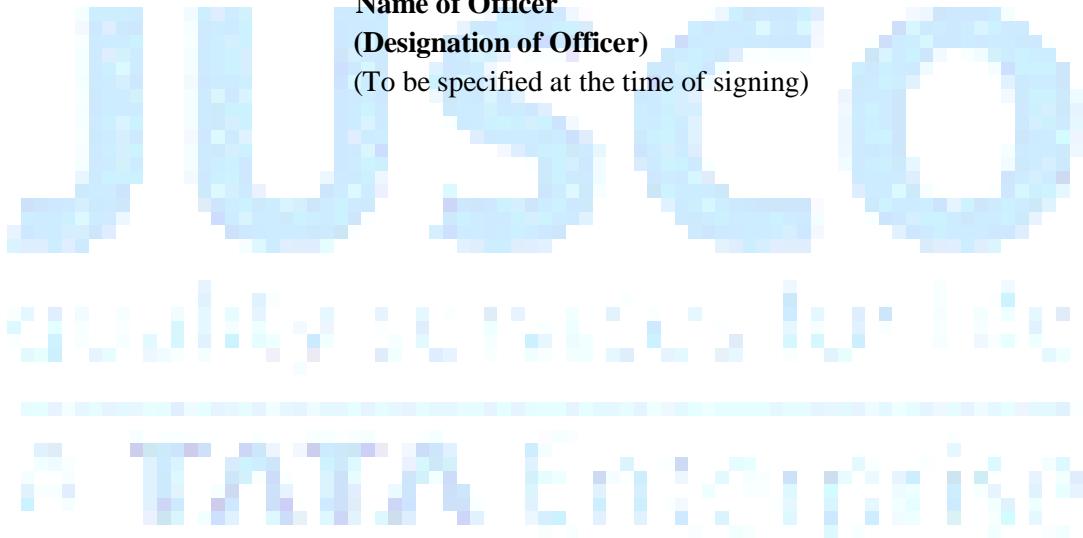 Name of Officer
(Designation of Officer)
(To be specified at the time of signing)
JUSCO
quality services for life
A TATA Enterprise